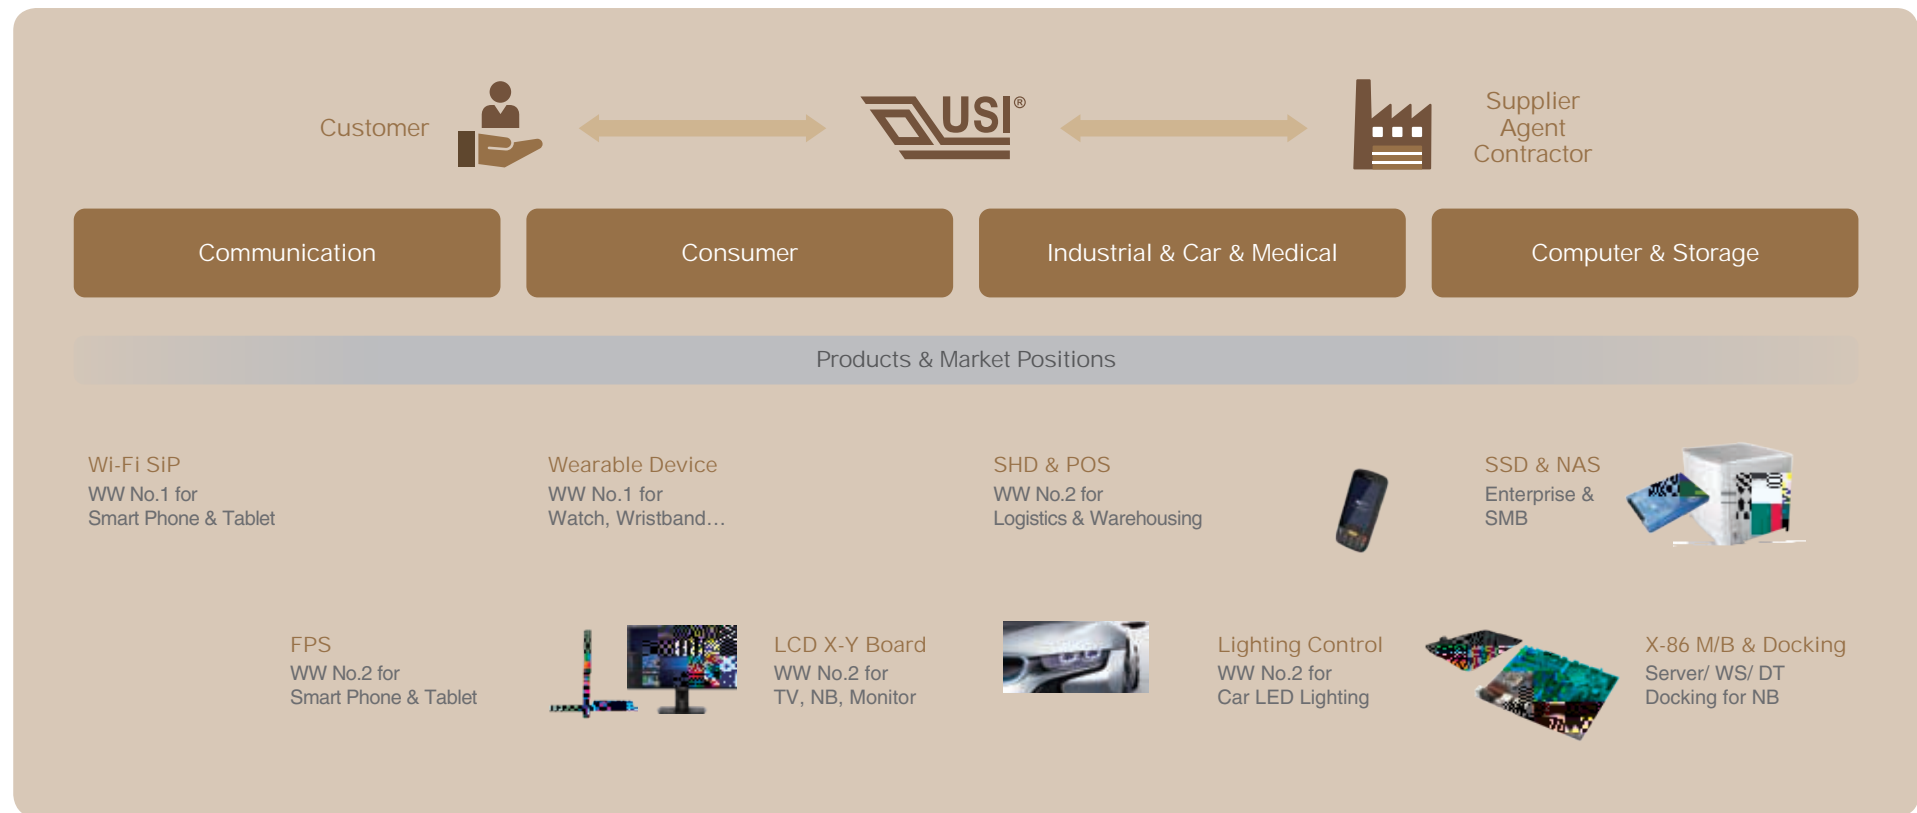 Customer
USI®
Supplier
Agent
Contractor
Communication
Consumer
Industrial & Car & Medical
Computer & Storage
Products & Market Positions
Wi-Fi SiP
WW No.1 for
Smart Phone & Tablet
Wearable Device
WW No.1 for
Watch, Wristband…
SHD & POS
WW No.2 for
Logistics & Warehousing
SSD & NAS
Enterprise &
SMB
FPS
WW No.2 for
Smart Phone & Tablet
LCD X-Y Board
WW No.2 for
TV, NB, Monitor
Lighting Control
WW No.2 for
Car LED Lighting
X-86 M/B & Docking
Server/ WS/ DT
Docking for NB